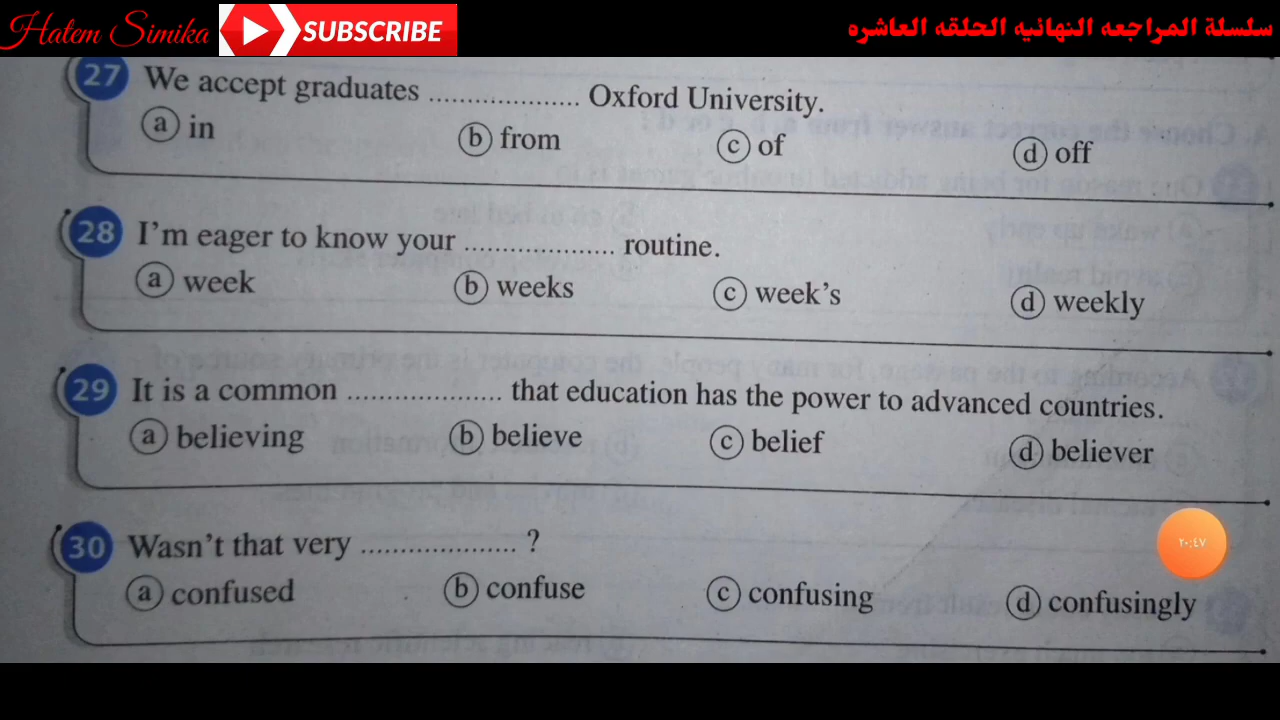 Hatem Simika SUBSCRIBE سلسلة المراجعه النهائيه الحلقه العاشره
27 We accept graduates .................... Oxford University.
a in b from c of d off
28 I'm eager to know your .................... routine.
a week b weeks c week's d weekly
29 It is a common .................... that education has the power to advanced countries.
a believing b believe c belief d believer
٢٠:٤٧
30 Wasn't that very .................... ?
a confused b confuse c confusing d confusingly